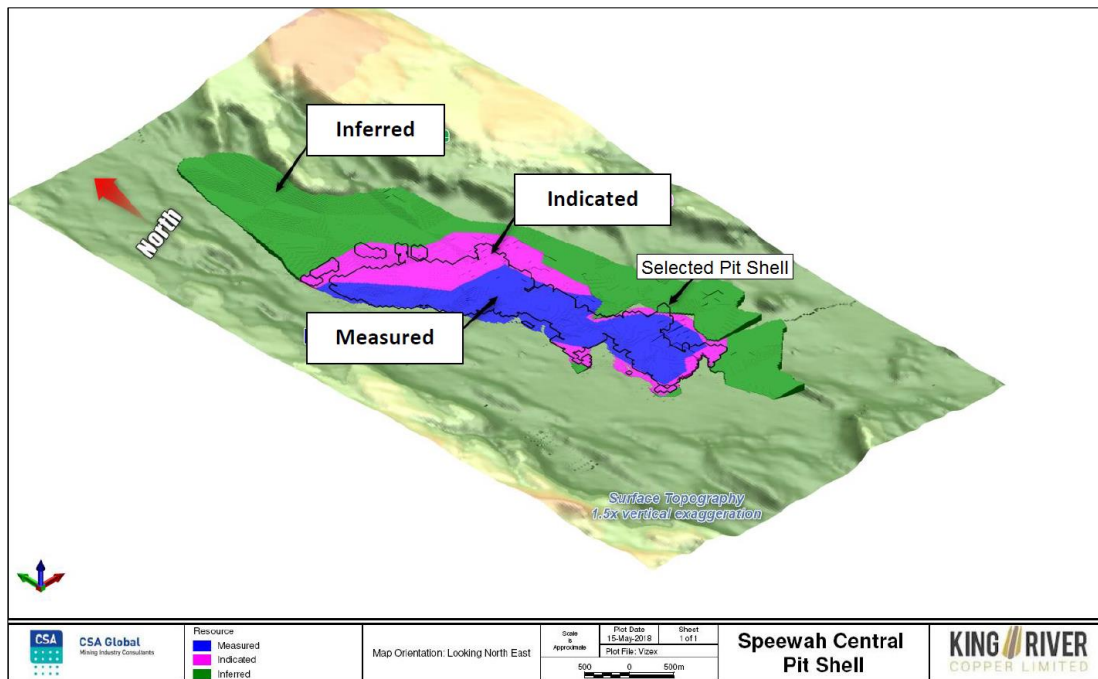 Inferred
Indicated
North
Selected Pit Shell
Measured
Surface Topography
1.5x vertical exaggeration
CSA
CSA Global
Mining Industry Consultants
Resource
Measured
Indicated
Inferred
Map Orientation: Looking North East
Scale
is
Approximate
Plot Date
15-May-2018
Sheet
1 of 1
Plot File: Vizex
500 0 500m
Speewah Central
Pit Shell
KING RIVER
COPPER LIMITED